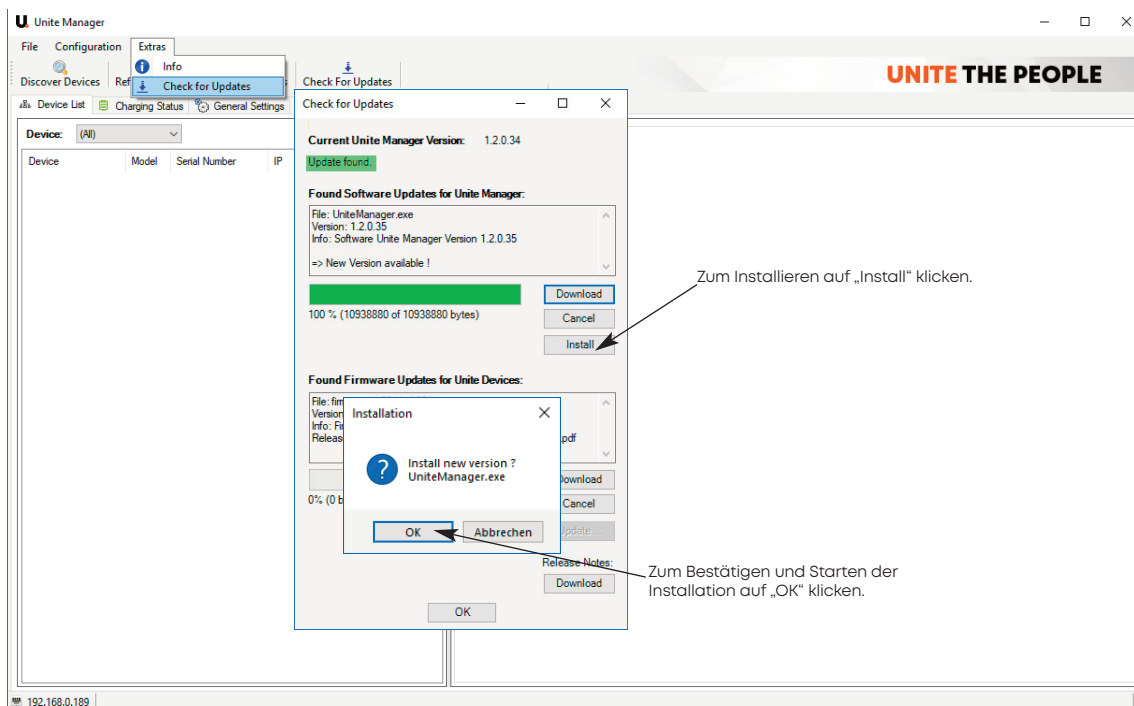 Unite Manager
File Configuration Extras
Info
Check for Updates
Discover Devices Ref
Check For Updates
UNITE THE PEOPLE
Device List Charging Status General Settings
Device: (All)
Device Model Serial Number IP
Check for Updates
Current Unite Manager Version: 1.2.0.34
Update found.
Found Software Updates for Unite Manager:
File: UniteManager.exe
Version: 1.2.0.35
Info: Software Unite Manager Version 1.2.0.35
=> New Version available !
Download
100 % (10938880 of 10938880 bytes)
Cancel
Install
Zum Installieren auf „Install“ klicken.
Found Firmware Updates for Unite Devices:
File: fim
Version
Info: Fi
Releas
.pdf
Installation
Install new version ?
UniteManager.exe
OK Abbrechen
Download
0% (0 b
Cancel
Update ...
Release Notes:
Download
OK
Zum Bestätigen und Starten der
Installation auf „OK“ klicken.
192.168.0.189